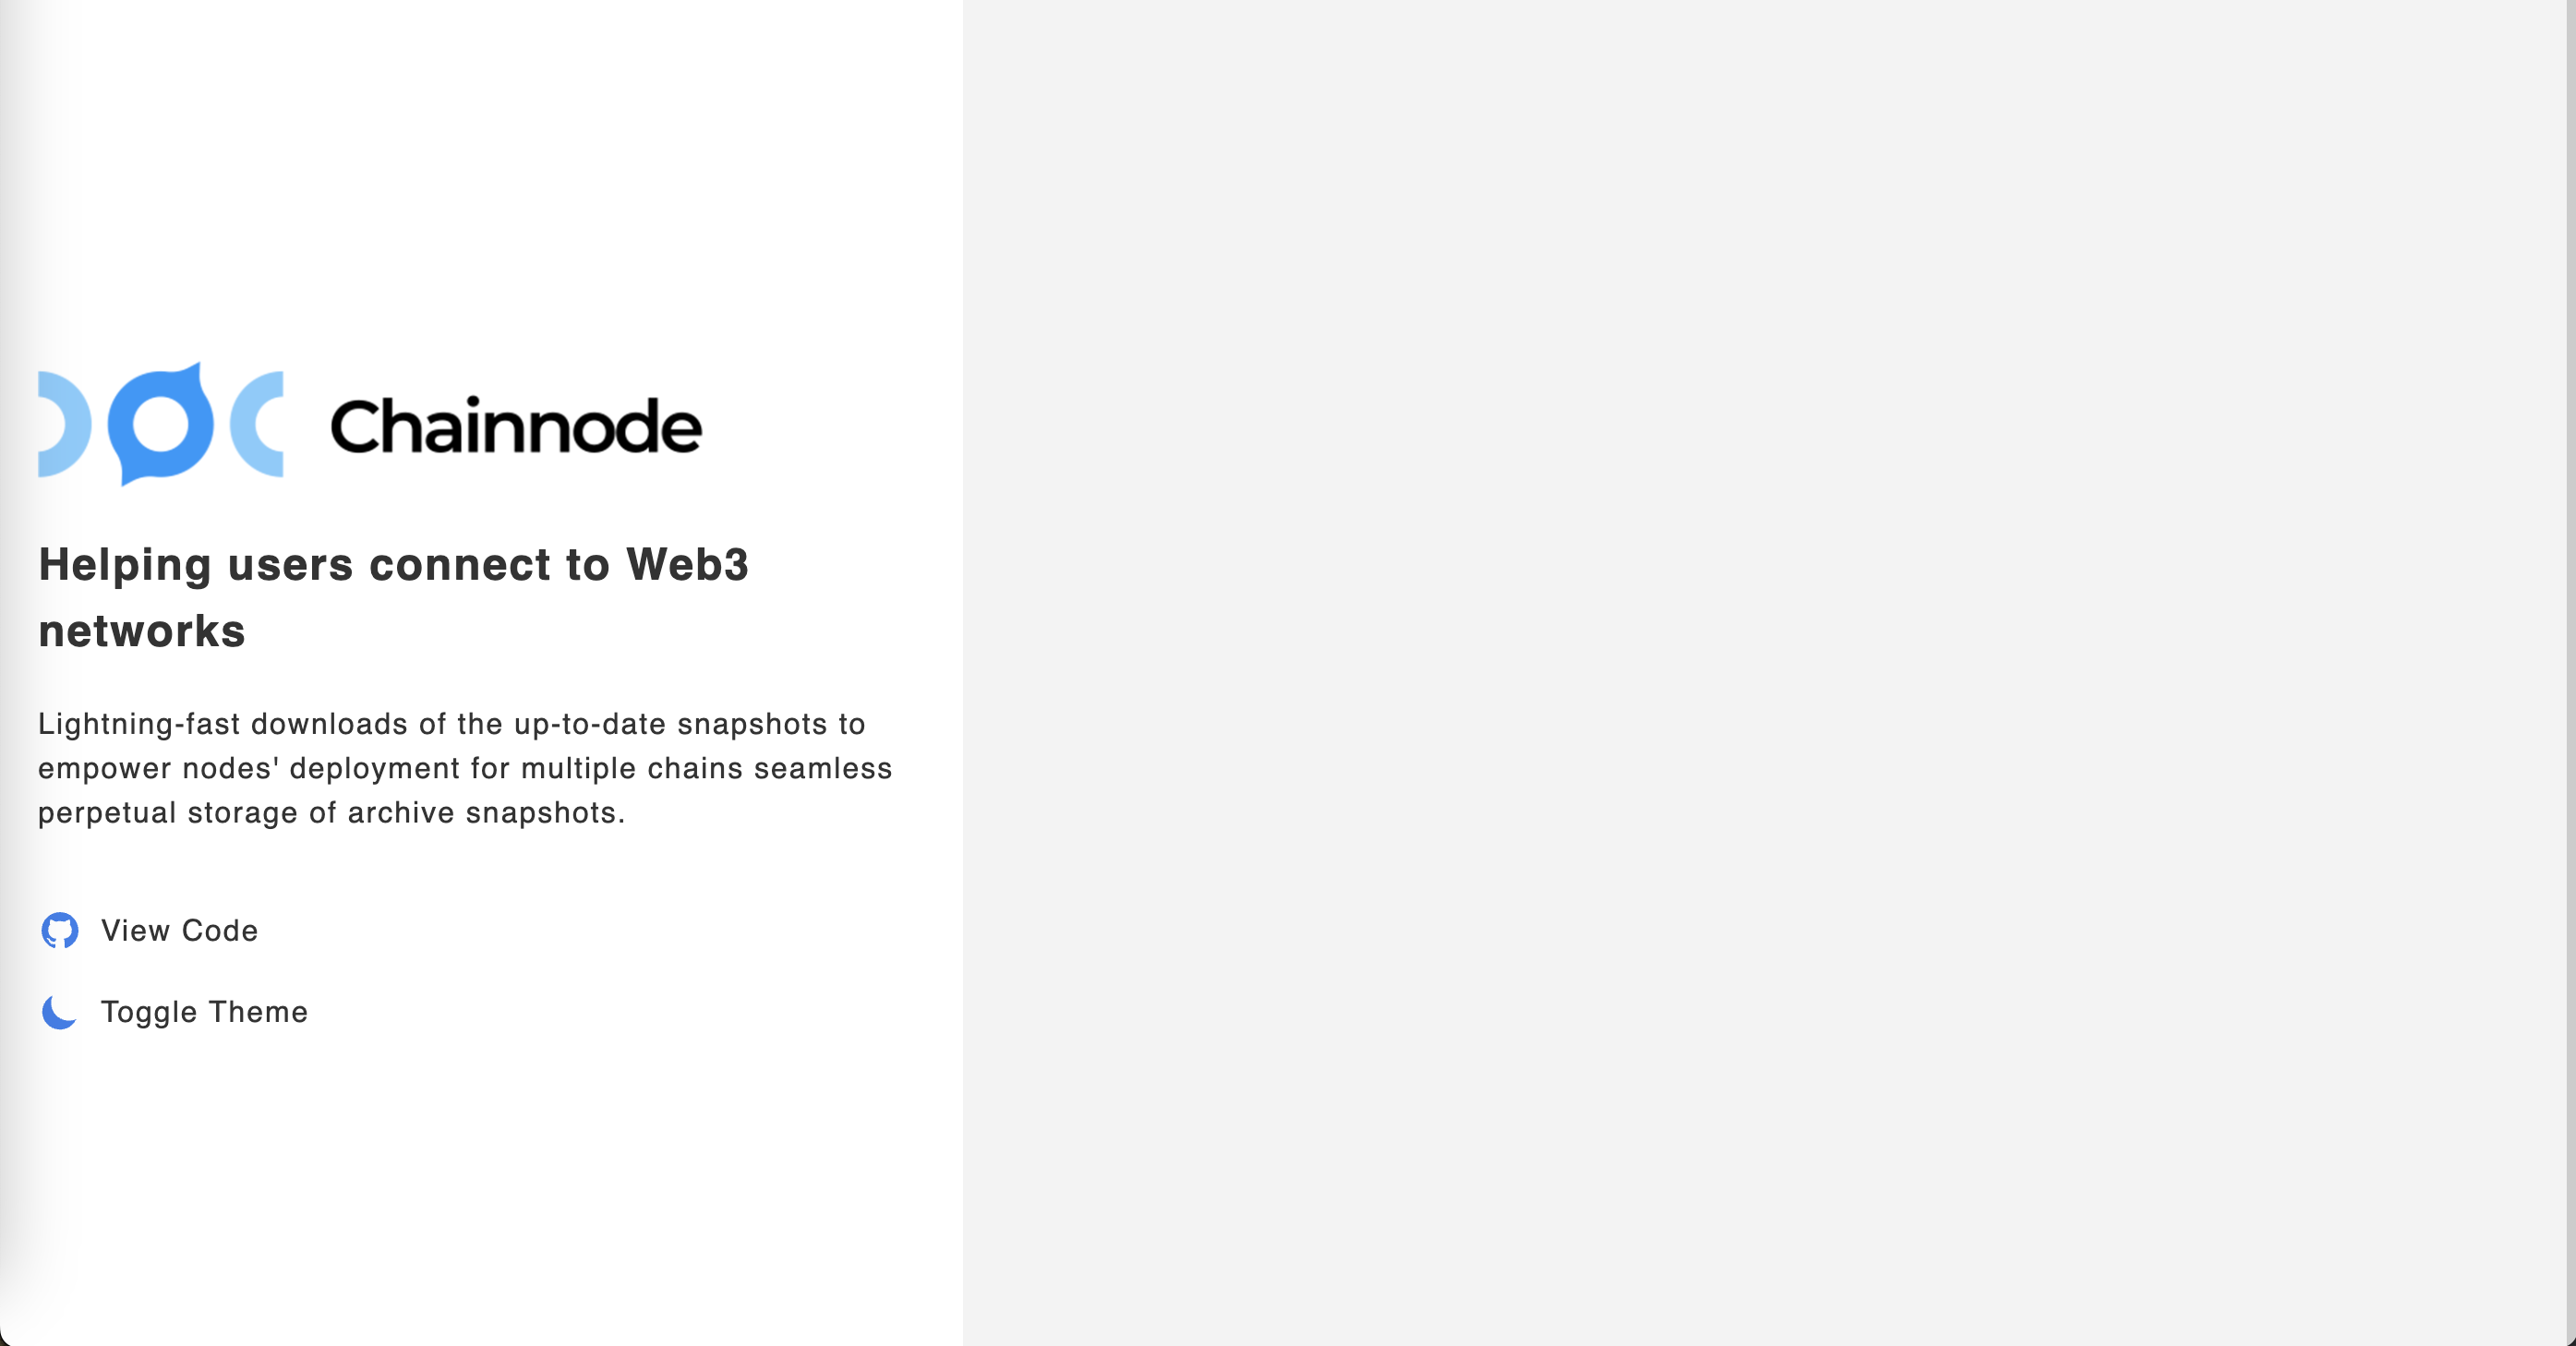 Chainnode
Helping users connect to Web3
networks
Lightning-fast downloads of the up-to-date snapshots to
empower nodes' deployment for multiple chains seamless
perpetual storage of archive snapshots.
View Code
Toggle Theme